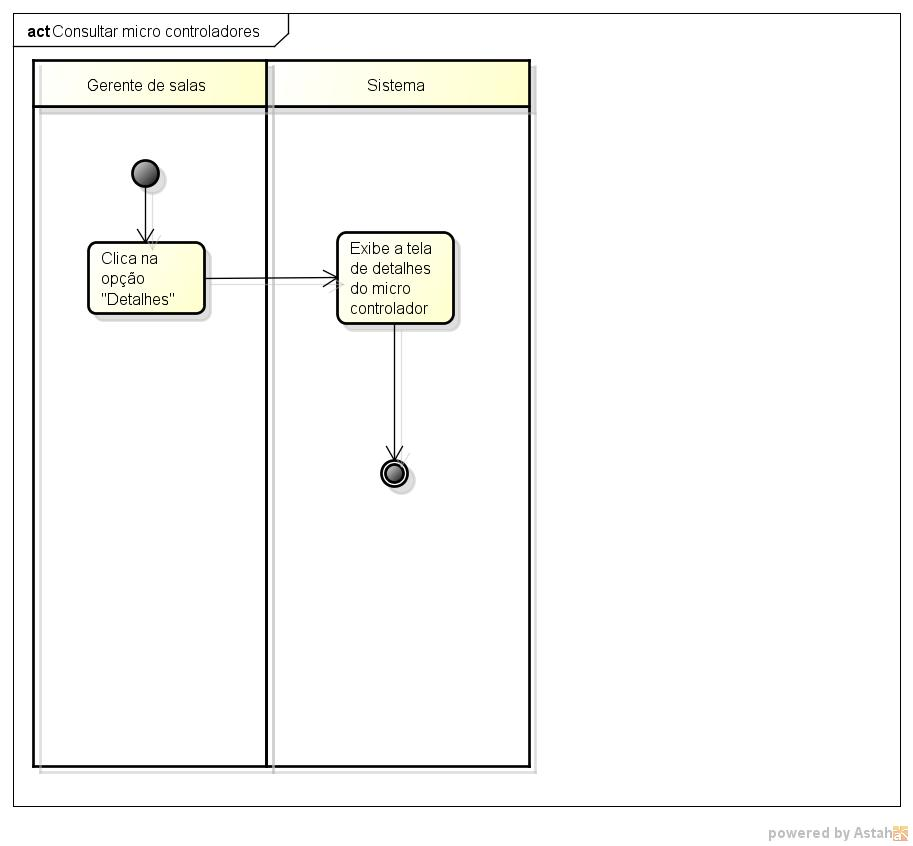 act Consultar micro controladores
Gerente de salas
Sistema
Clica na
opção
"Detalhes"
Exibe a tela
de detalhes
do micro
controlador
powered by Astah